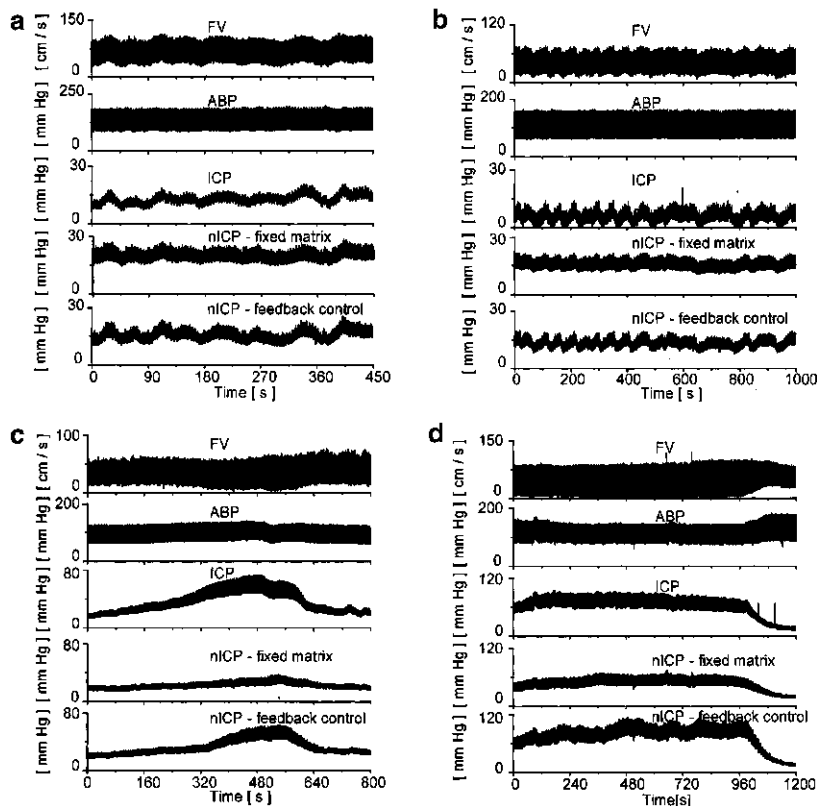 a
[ mm Hg ] [ mm Hg ] [ mm Hg ] [ mm Hg ] [ cm / s ]
150
FV
0
250
ABP
0
30
ICP
0
30
nICP - fixed matrix
0
30
nICP - feedback control
0
0 90 180 270 360 450
Time [ s ]
b
[ mm Hg ] [ mm Hg ] [ mm Hg ] [ mm Hg ] [ cm / s ]
120
FV
0
200
ABP
0
30
ICP
0
30
nICP - fixed matrix
0
30
nICP - feedback control
0
0 200 400 600 800 1000
Time [ s ]
c
[ mm Hg ] [ mm Hg ] [ mm Hg ] [ mm Hg ] [ cm / s ]
100
FV
0
200
ABP
0
80
ICP
0
80
nICP - fixed matrix
0
80
nICP - feedback control
0
0 160 320 480 640 800
Time [ s ]
d
[ mm Hg ] [ mm Hg ] [ mm Hg ] [ mm Hg ] [ cm / s ]
150
FV
0
200
ABP
0
120
ICP
0
120
nICP - fixed matrix
0
120
nICP - feedback control
0
0 240 480 720 960 1200
Time[s]